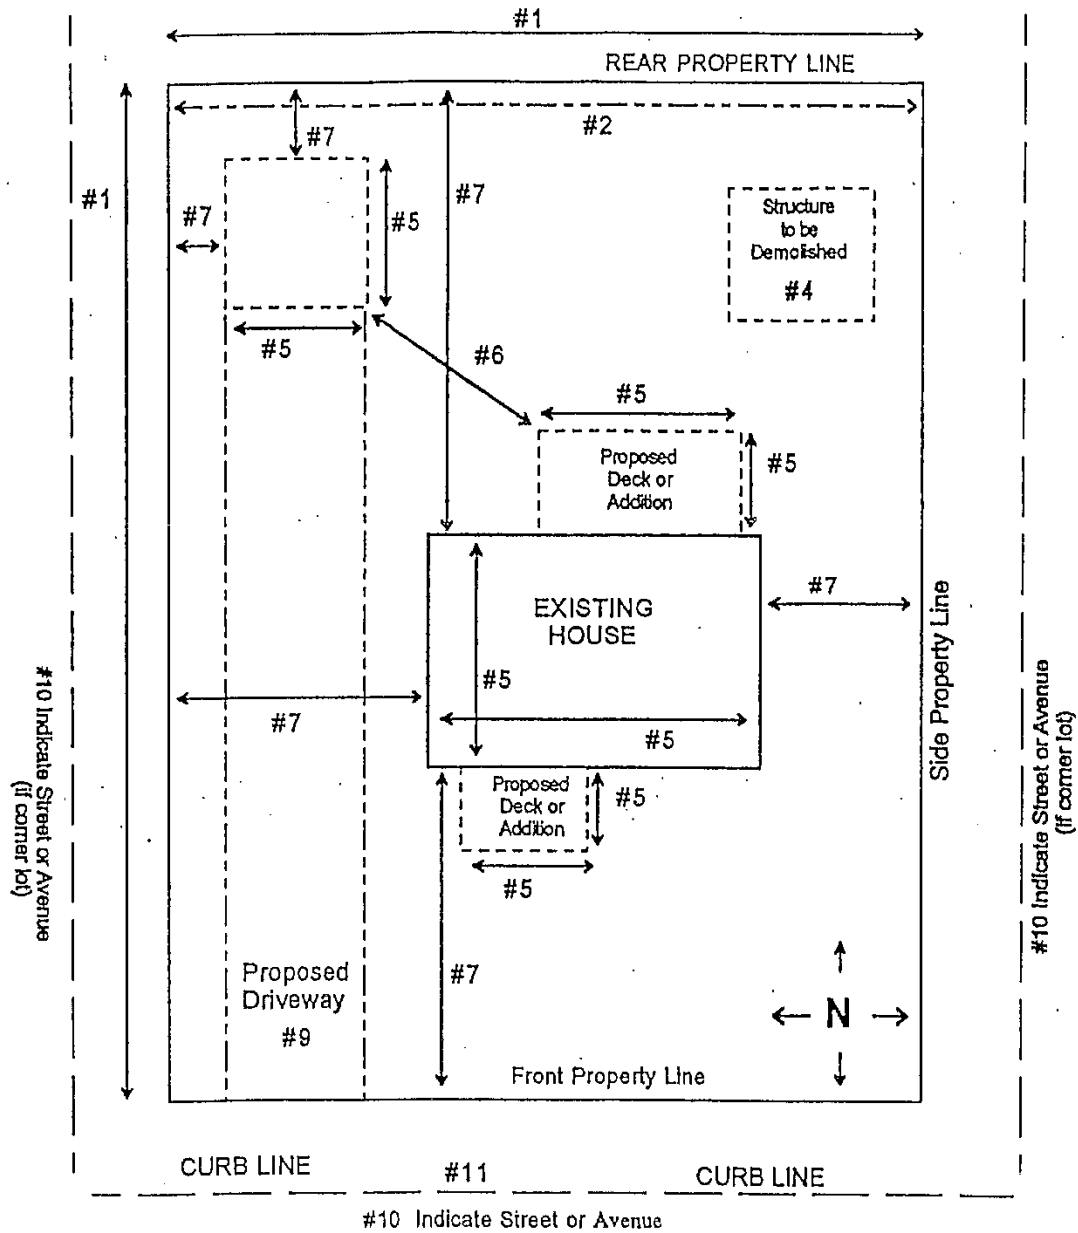 #1
REAR PROPERTY LINE
#2
#7
#1
#7
#7
#5
Structure
to be
Demolished
#4
#5
#6
#5
Proposed
Deck or
Addition
#5
EXISTING
HOUSE
#7
#5
#7
#5
Side Property Line
#10 Indicate Street or Avenue
(if corner lot)
#10 Indicate Street or Avenue
(if corner lot)
Proposed
Deck or
Addition
#5
#5
Proposed
Driveway
#9
#7
N
Front Property Line
CURB LINE
#11
CURB LINE
#10 Indicate Street or Avenue